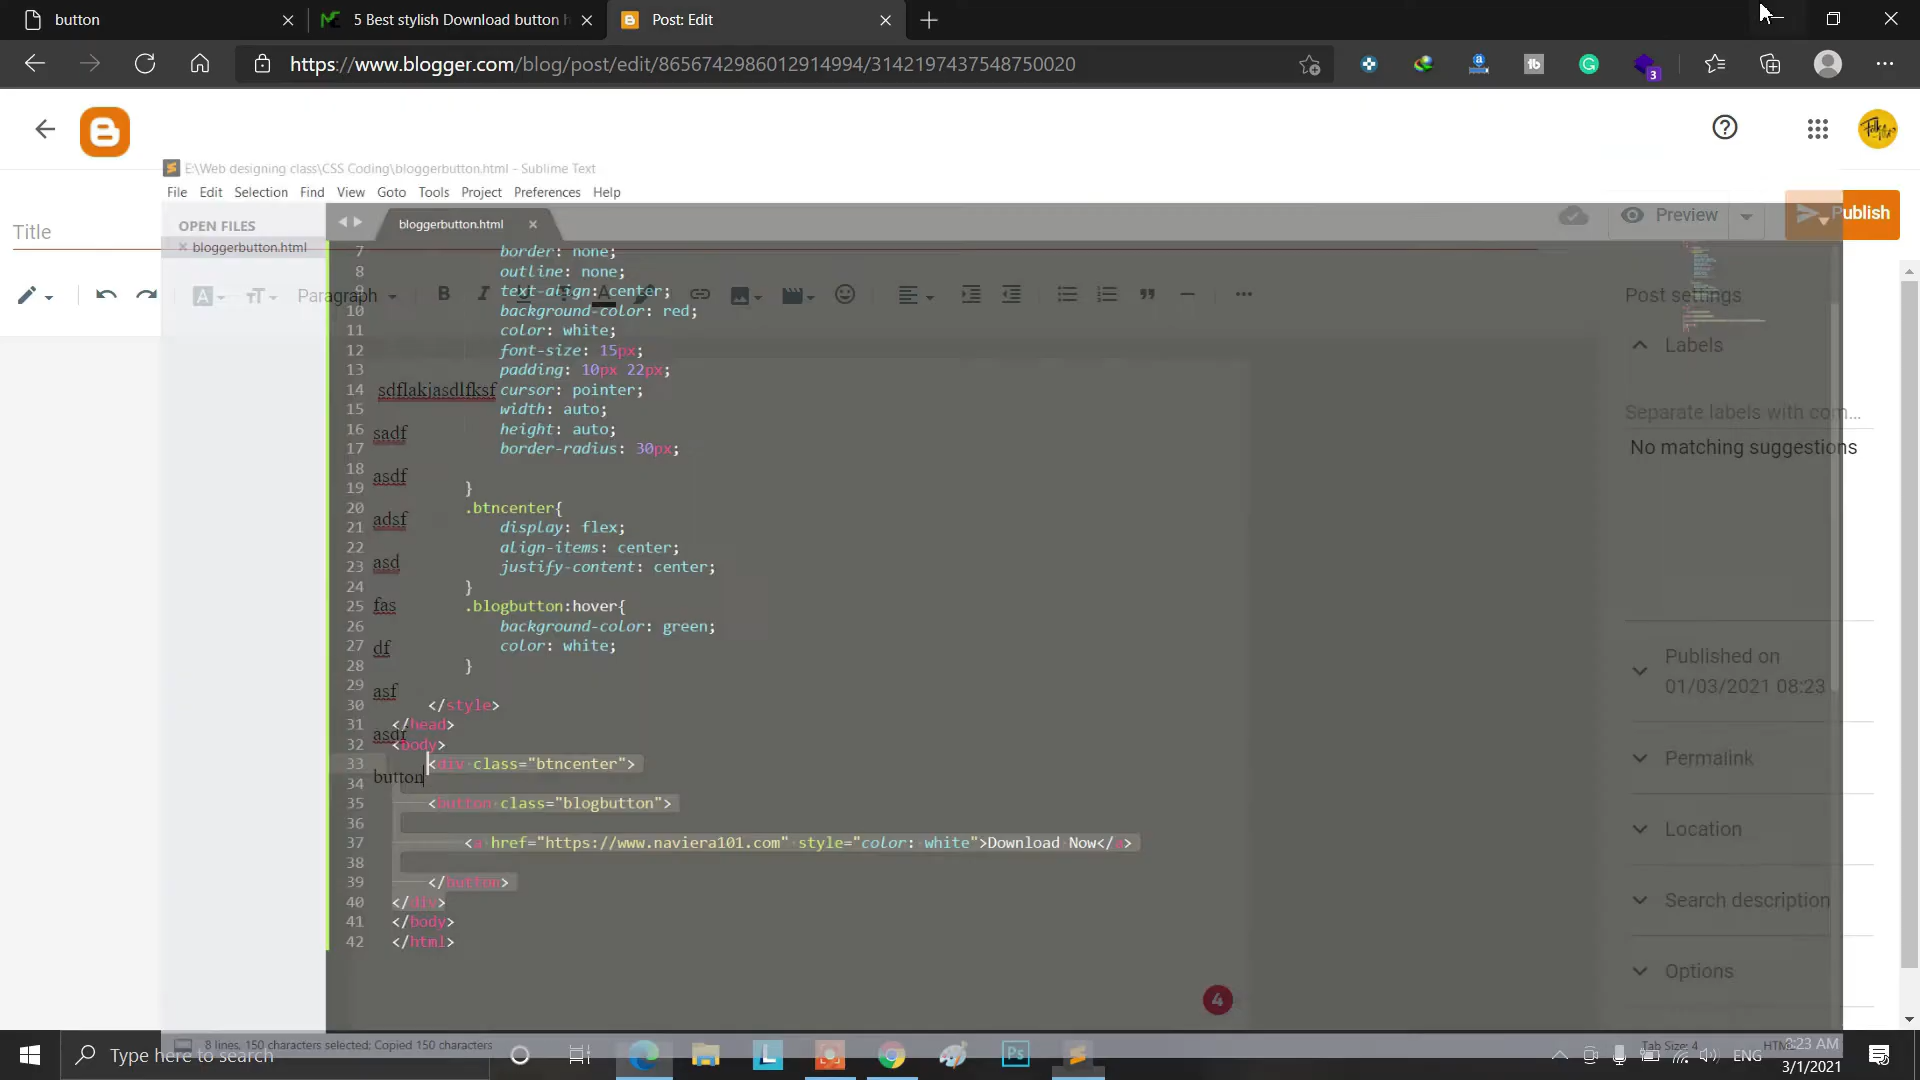 button
5 Best stylish Download button h
Post: Edit
https://www.blogger.com/blog/post/edit/8656742986012914994/3142197437548750020
3
E:\Web designing class\CSS Coding\bloggerbutton.html - Sublime Text
File Edit Selection Find View Goto Tools Project Preferences Help
Title
OPEN FILES
bloggerbutton.html
bloggerbutton.html
Preview
Publish
Paragraph
Post settings
Labels
Separate labels with com...
No matching suggestions
Published on
01/03/2021 08:23
Permalink
Location
Search description
Options
7 border: none;
8 outline: none;
9 text-align: center;
10 background-color: red;
11 color: white;
12 font-size: 15px;
13 padding: 10px 22px;
14 cursor: pointer;
15 width: auto;
16 height: auto;
17 border-radius: 30px;
18
19 }
20 .btncenter{
21 display: flex;
22 align-items: center;
23 justify-content: center;
24 }
25 .blogbutton:hover{
26 background-color: green;
27 color: white;
28 }
29
30 </style>
31 </head>
32 <body>
33 <div class="btncenter">
34
35 <button class="blogbutton">
36
37 <a href="https://www.naviera101.com" style="color: white">Download Now</a>
38
39 </button>
40 </div>
41 </body>
42 </html>
sdflakjasdlfksf
sadf
asdf
adsf
asd
fas
df
asf
asdf
button
4
8 lines, 150 characters selected; Copied 150 characters
Tab Size: 4
Type here to search
ENG
8:23 AM
3/1/2021